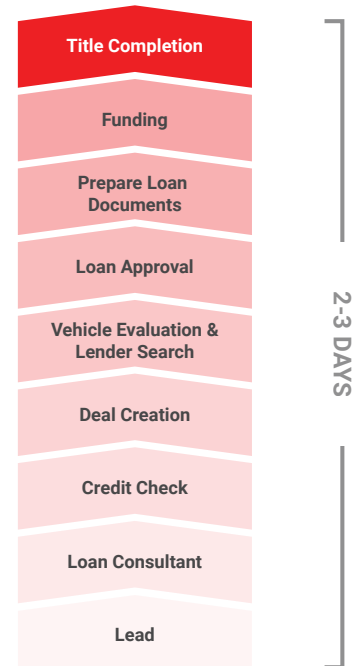 Title Completion
Funding
Prepare Loan
Documents
Loan Approval
Vehicle Evaluation &
Lender Search
Deal Creation
Credit Check
Loan Consultant
Lead
2-3 DAYS